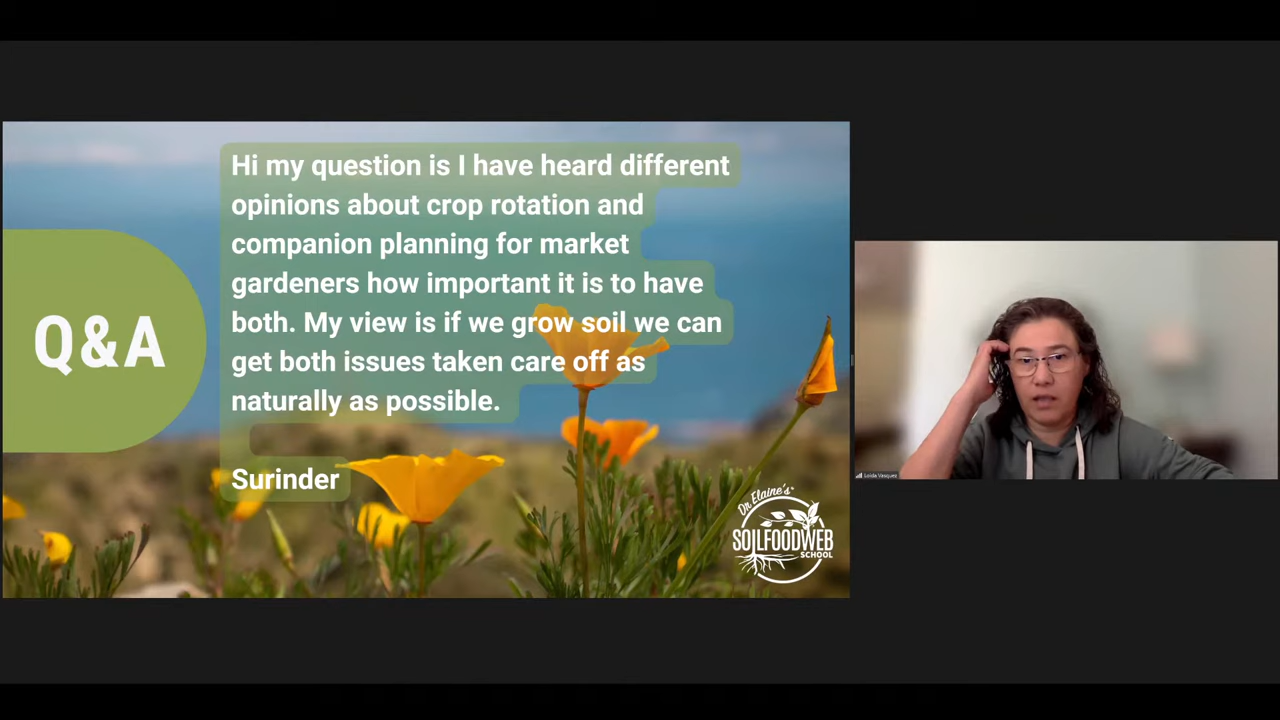 Hi my question is I have heard different
opinions about crop rotation and
companion planning for market
gardeners how important it is to have
both. My view is if we grow soil we can
get both issues taken care off as
naturally as possible.
Surinder
Q&A
Dr. Elaine's
SOILFOODWEB
SCHOOL